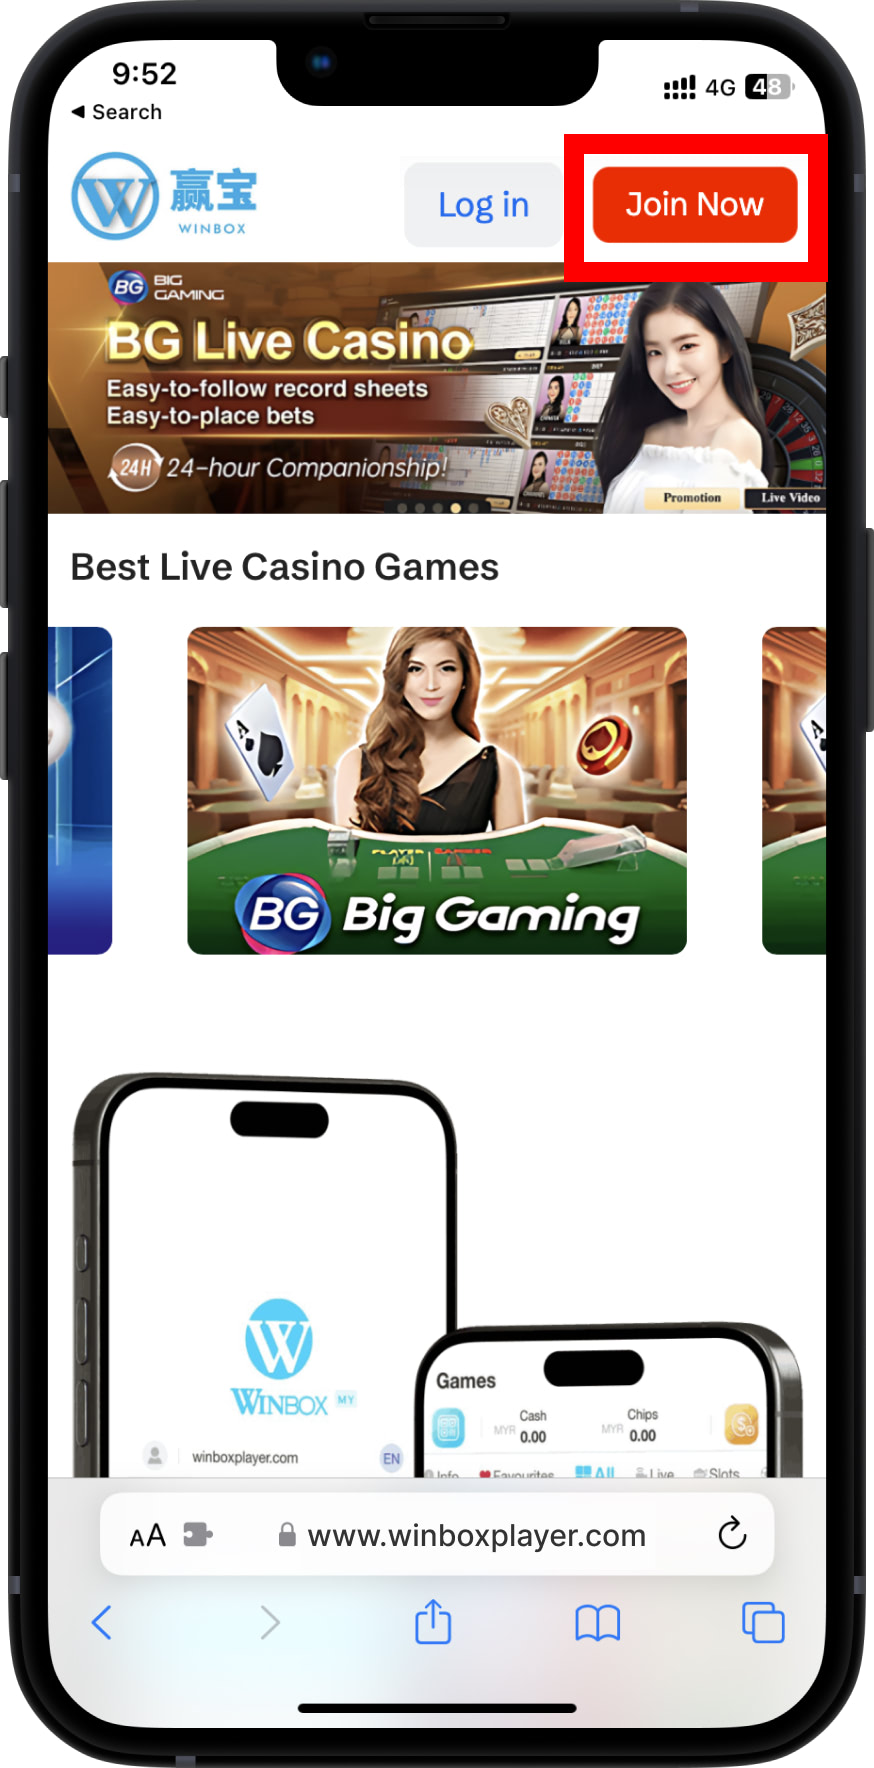 9:52
4G
48
◀ Search
赢宝
WINBOX
Log in
Join Now
BG
BIG
GAMING
BG Live Casino
Easy-to-follow record sheets
Easy-to-place bets
24H
24-hour Companionship!
Promotion
Live Video
Best Live Casino Games
A
A
PLAYER
BANKER
BG Big Gaming
W
WINBOX MY
winboxplayer.com
EN
Games
Cash
MYR 0.00
Chips
MYR 0.00
Info
Favourites
All
Live
Slots
AA
www.winboxplayer.com